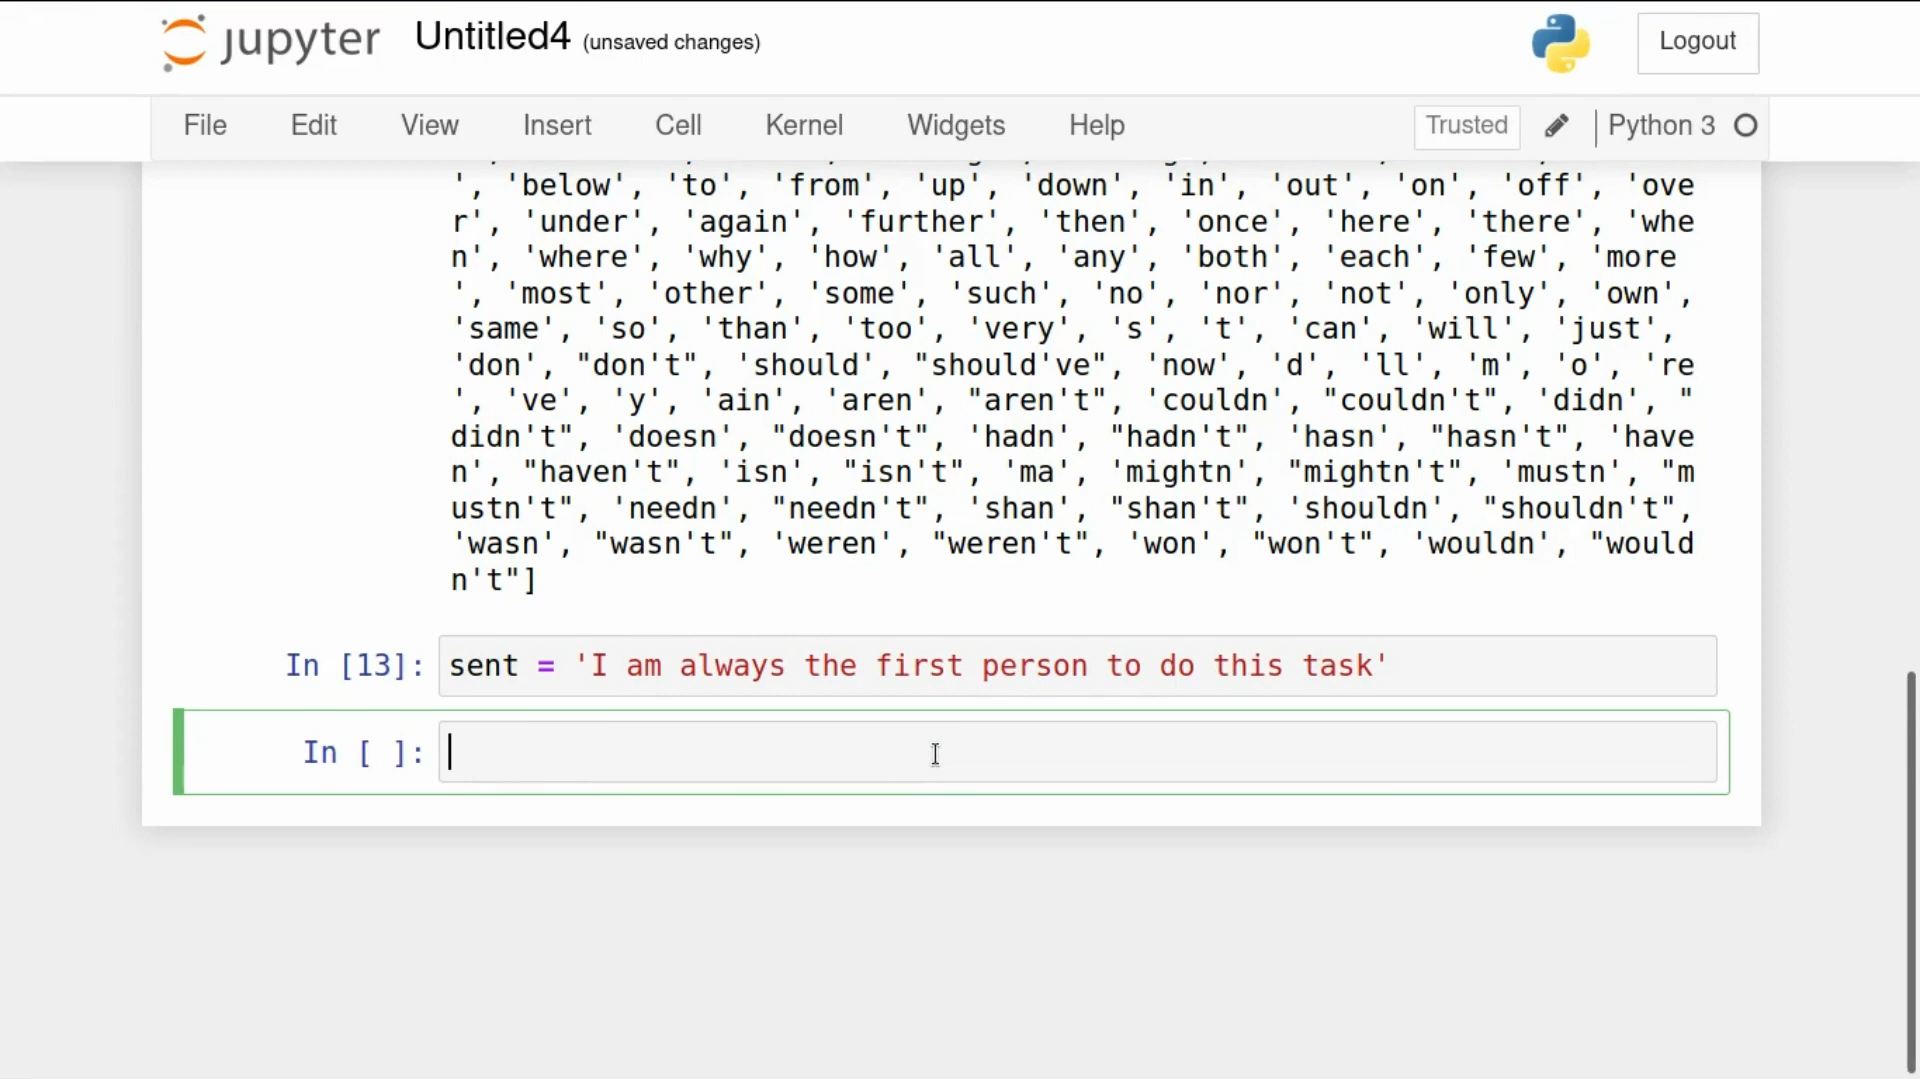 jupyter Untitled4 (unsaved changes) Logout
File Edit View Insert Cell Kernel Widgets Help Trusted | Python 3
', 'below', 'to', 'from', 'up', 'down', 'in', 'out', 'on', 'off', 'ove
r', 'under', 'again', 'further', 'then', 'once', 'here', 'there', 'whe
n', 'where', 'why', 'how', 'all', 'any', 'both', 'each', 'few', 'more
', 'most', 'other', 'some', 'such', 'no', 'nor', 'not', 'only', 'own',
'same', 'so', 'than', 'too', 'very', 's', 't', 'can', 'will', 'just',
'don', "don't", 'should', "should've", 'now', 'd', 'll', 'm', 'o', 're
', 've', 'y', 'ain', 'aren', "aren't", 'couldn', "couldn't", 'didn', "
didn't", 'doesn', "doesn't", 'hadn', "hadn't", 'hasn', "hasn't", 'have
n', "haven't", 'isn', "isn't", 'ma', 'mightn', "mightn't", 'mustn', "m
ustn't", 'needn', "needn't", 'shan', "shan't", 'shouldn', "shouldn't",
'wasn', "wasn't", 'weren', "weren't", 'won', "won't", 'wouldn', "would
n't"]
In [13]: sent = 'I am always the first person to do this task'
In [ ]: